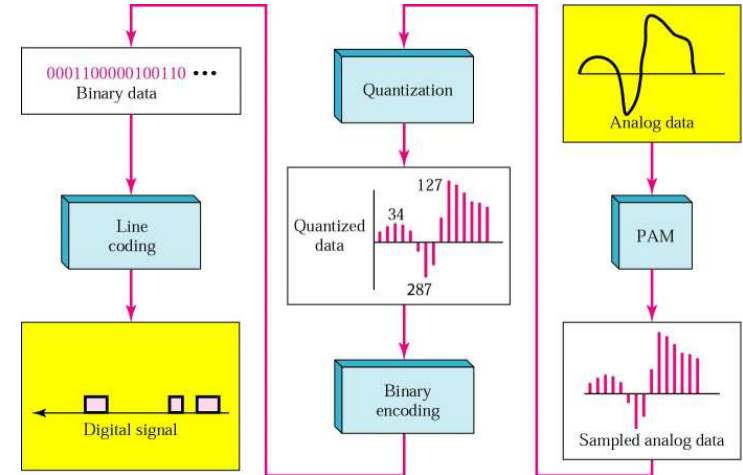 0001100000100110 •••
Binary data
Line
coding
Digital signal
Quantization
127
34
Quantized
data
287
Binary
encoding
Analog data
PAM
Sampled analog data